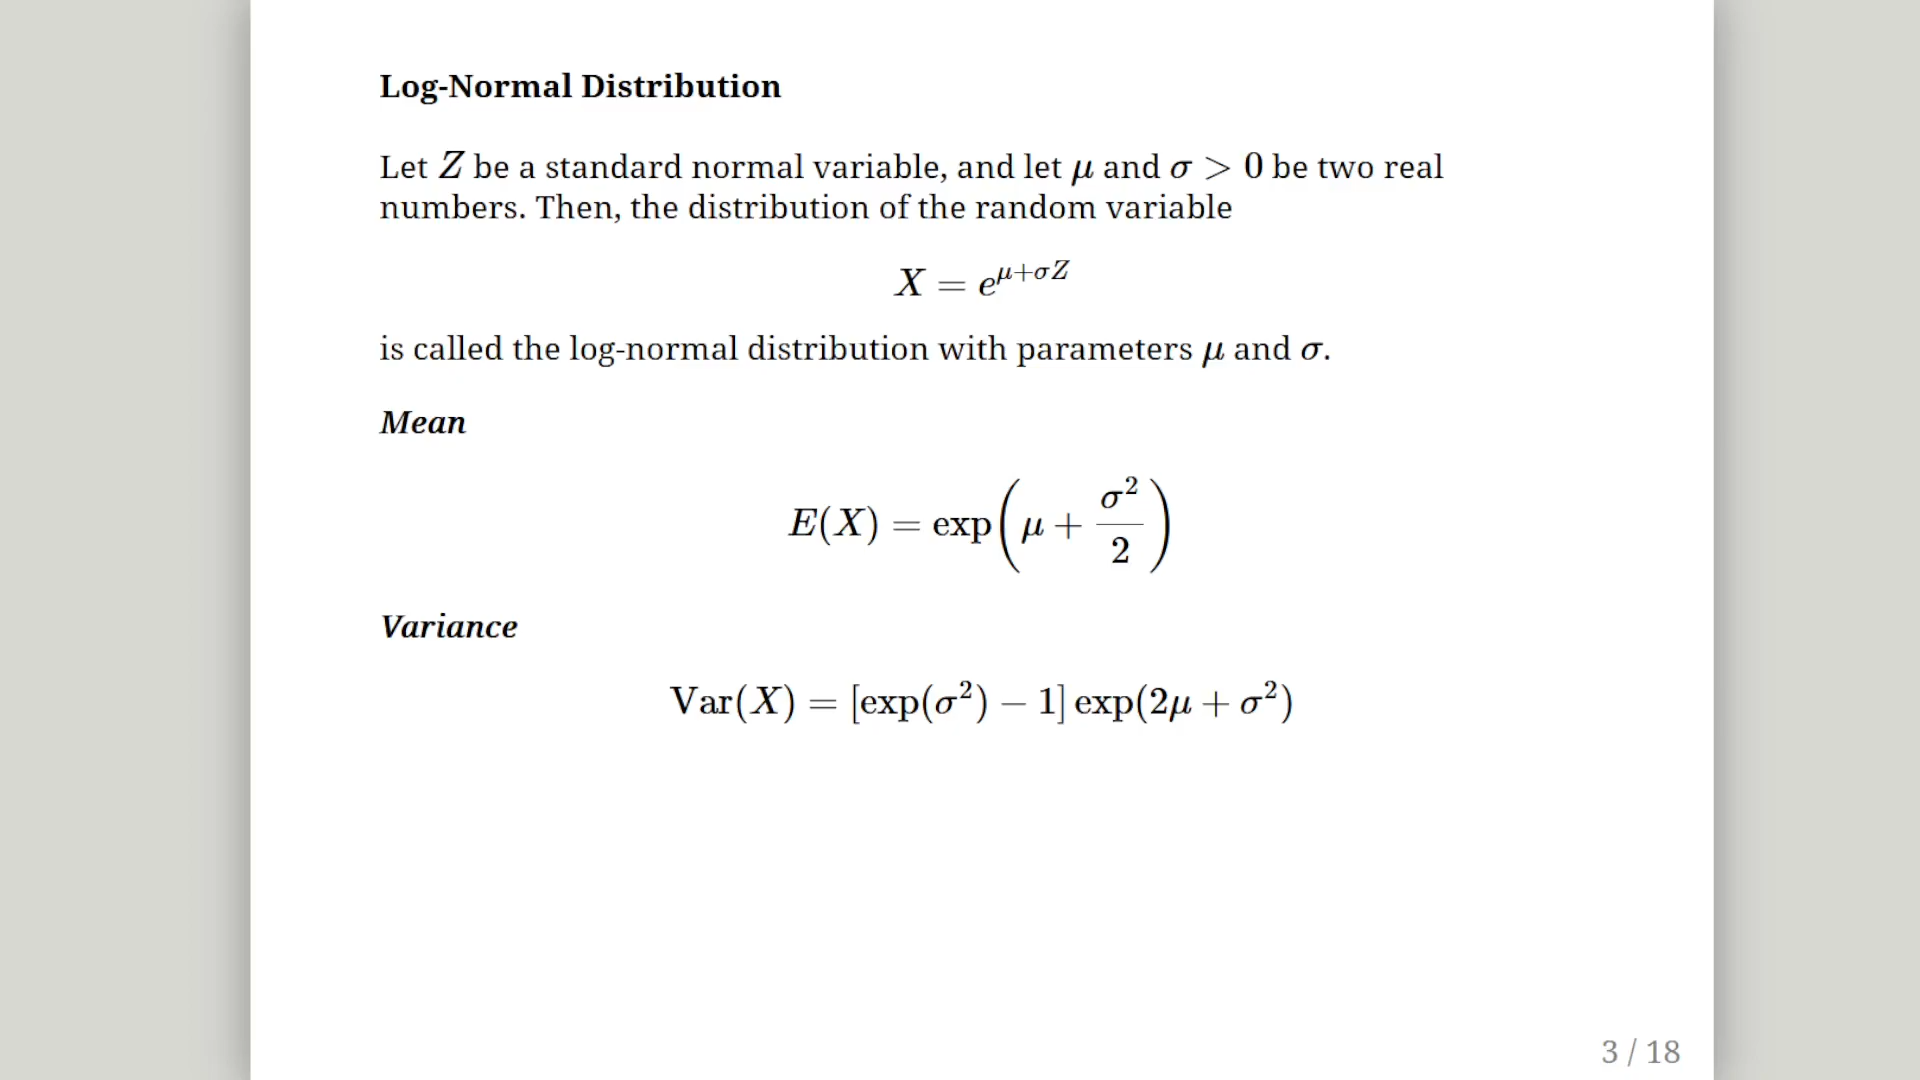 Log-Normal Distribution
Let Z be a standard normal variable, and let μ and σ > 0 be two real
numbers. Then, the distribution of the random variable
X = e^{μ+σZ}
is called the log-normal distribution with parameters μ and σ.
Mean
E(X) = exp(μ + σ²/2)
Variance
Var(X) = [exp(σ²) − 1] exp(2μ + σ²)
3 / 18